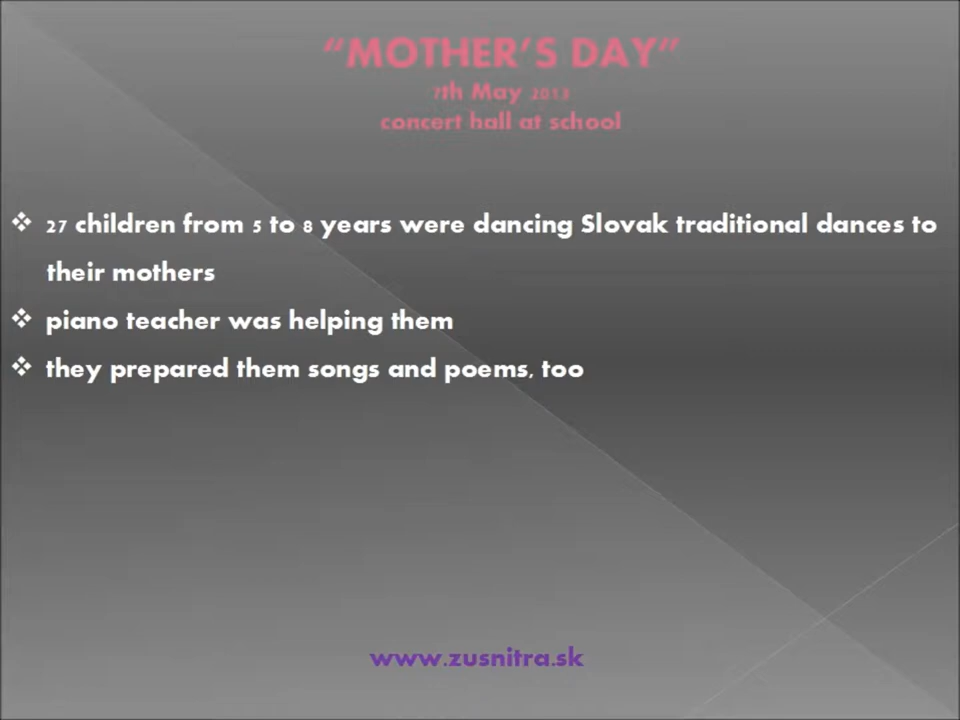 “MOTHER’S DAY”
7th May 2013
concert hall at school
❖ 27 children from 5 to 8 years were dancing Slovak traditional dances to
their mothers
❖ piano teacher was helping them
❖ they prepared them songs and poems, too
www.zusnitra.sk